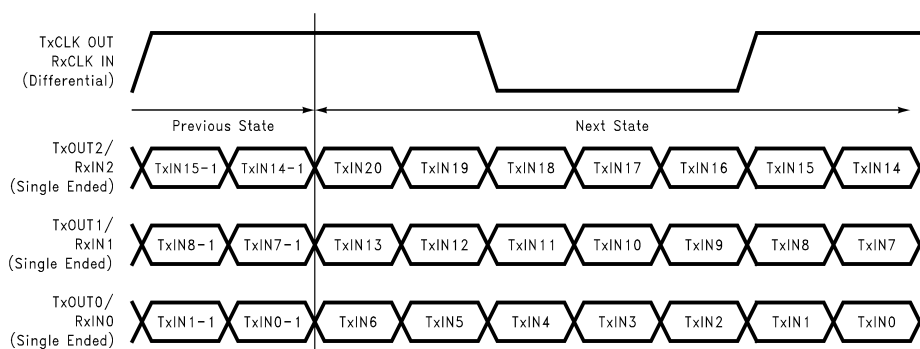 TxCLK OUT
RxCLK IN
(Differential)
Previous State
Next State
TxOUT2/
RxIN2
(Single Ended)
TxIN15-1 TxIN14-1 TxIN20 TxIN19 TxIN18 TxIN17 TxIN16 TxIN15 TxIN14
TxOUT1/
RxIN1
(Single Ended)
TxIN8-1 TxIN7-1 TxIN13 TxIN12 TxIN11 TxIN10 TxIN9 TxIN8 TxIN7
TxOUT0/
RxIN0
(Single Ended)
TxIN1-1 TxIN0-1 TxIN6 TxIN5 TxIN4 TxIN3 TxIN2 TxIN1 TxIN0